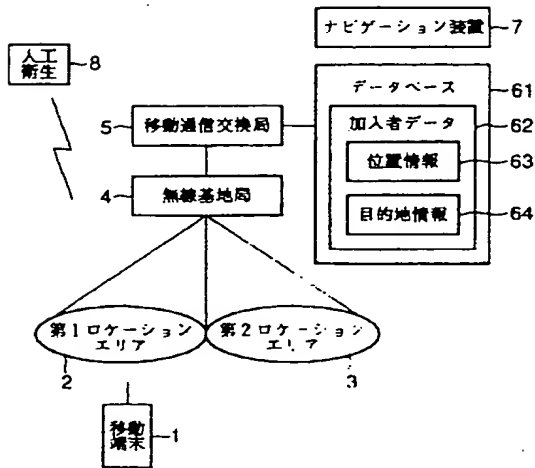 ナビゲーション装置
7
人工
衛生
8
データベース
61
加入者データ
62
5
移動通信交換局
位置情報
63
4
無線基地局
目的地情報
64
第1ロケーション
エリア
第2ロケーション
エリア
2
3
移動
端末
1